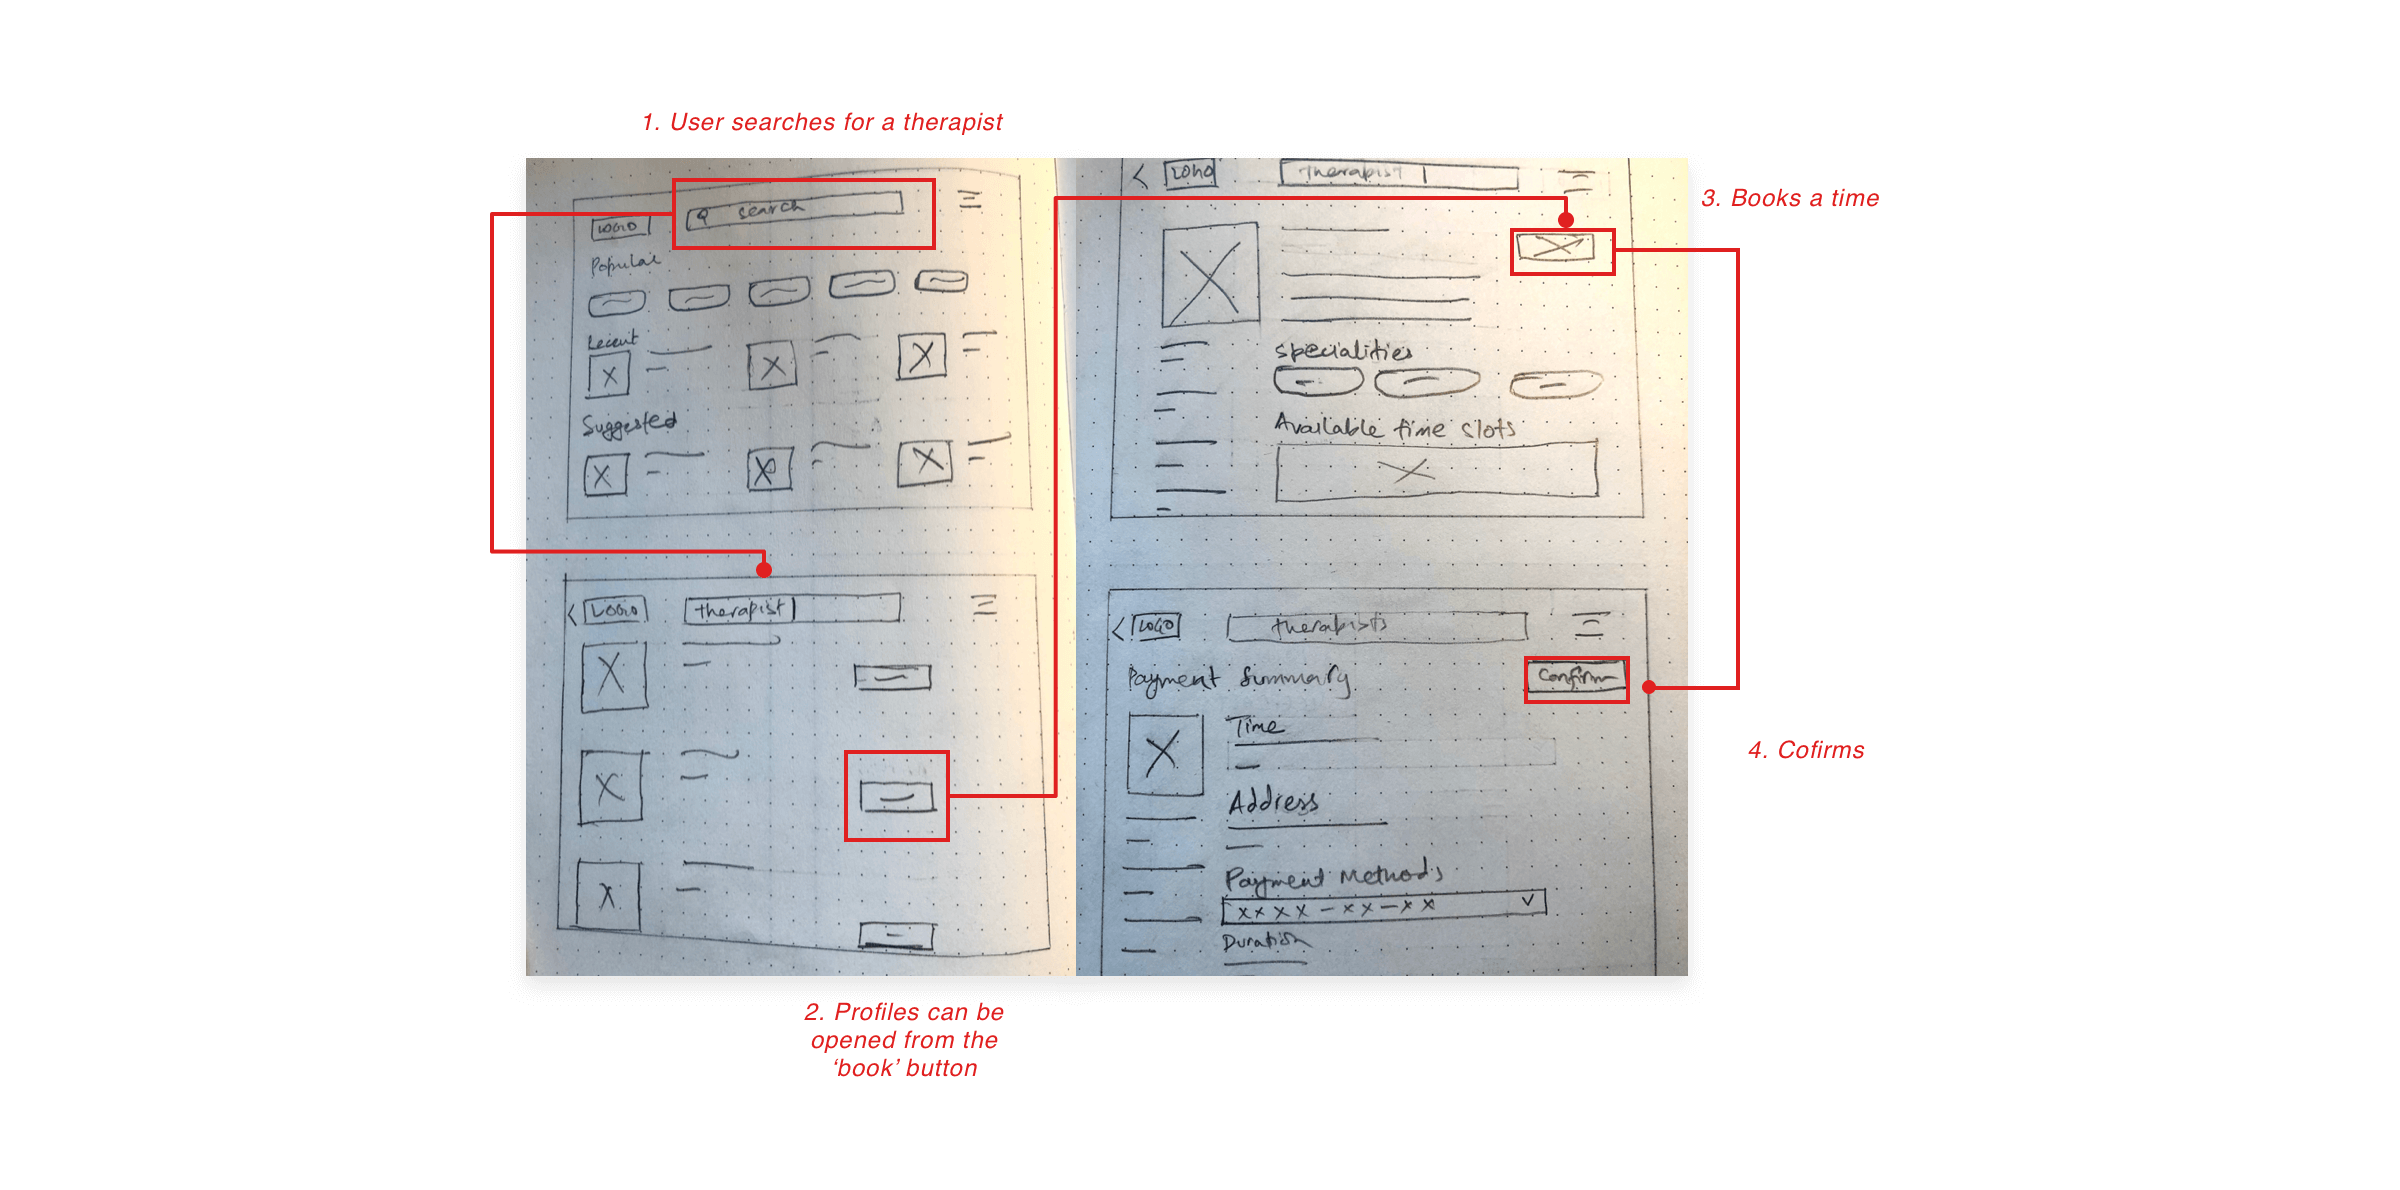 1. User searches for a therapist
LOGO
search
Popular
Recent
Suggested
LOGO
therapist
2. Profiles can be
opened from the
‘book’ button
LOGO
therapist
3. Books a time
specialities
Available time slots
LOGO
therapists
Payment Summary
Confirm
Time
Address
Payment Methods
xxxx-xx-xx
Duration
4. Cofirms